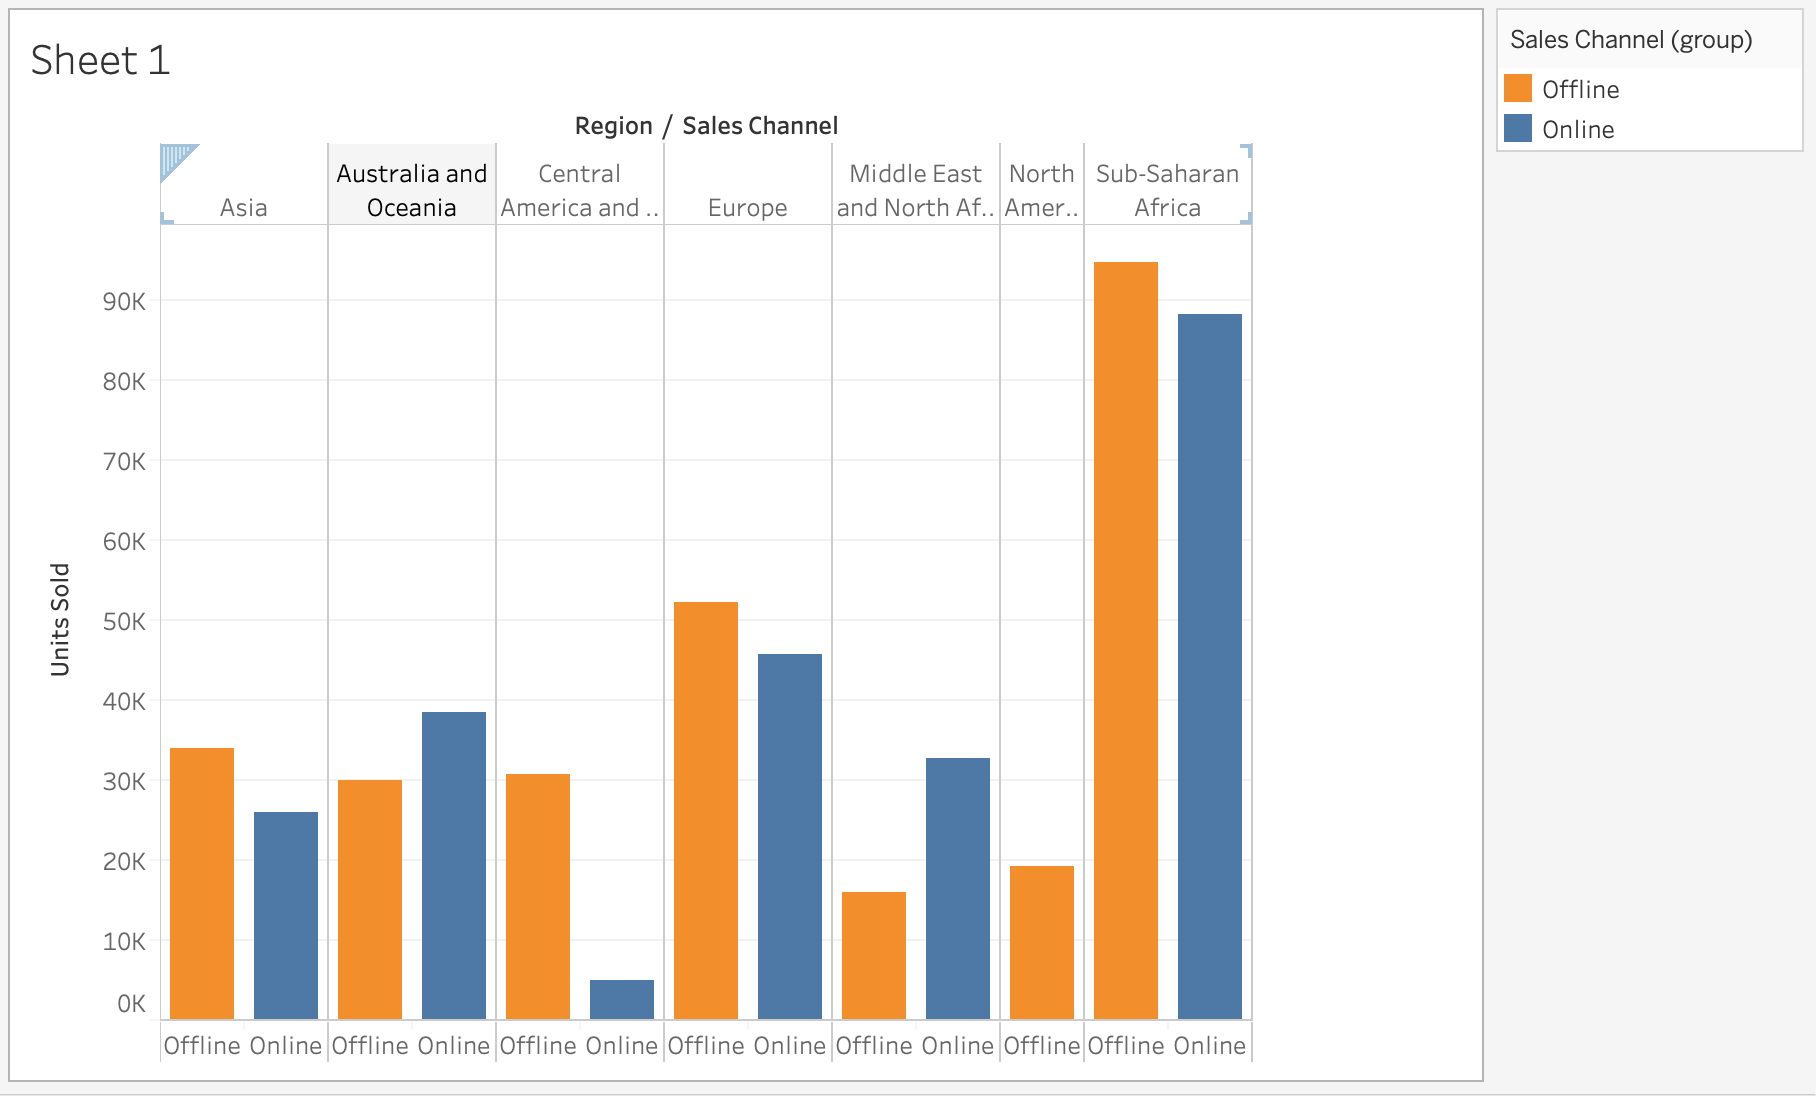 Sheet 1
Region / Sales Channel
Asia
Australia and
Oceania
Central
America and ..
Europe
Middle East
and North Af..
North
Amer..
Sub-Saharan
Africa
Units Sold
90K
80K
70K
60K
50K
40K
30K
20K
10K
0K
Offline Online Offline Online Offline Online Offline Online Offline Online Offline Offline Online
Sales Channel (group)
Offline
Online